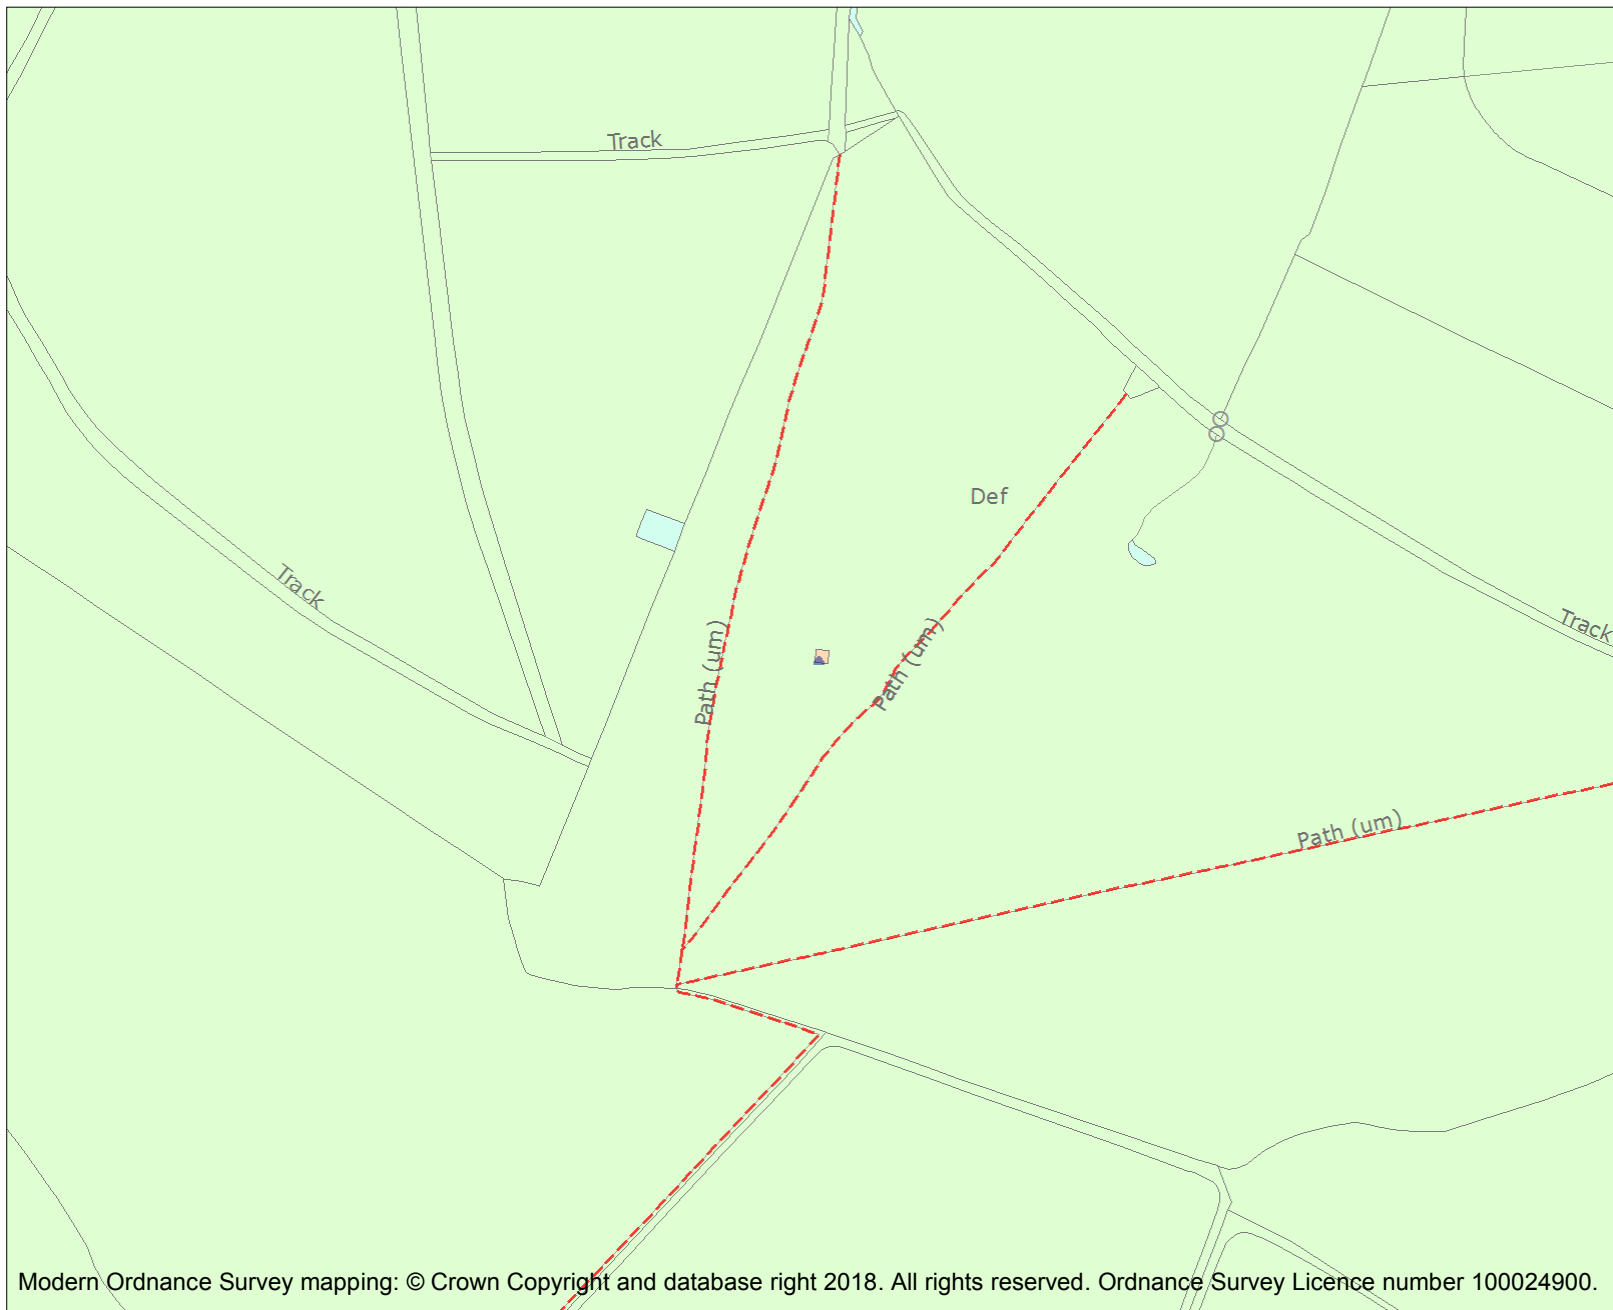 Track
Def
Track
Path (um)
Path (um)
Track
Path (um)
Modern Ordnance Survey mapping: © Crown Copyright and database right 2018. All rights reserved. Ordnance Survey Licence number 100024900.